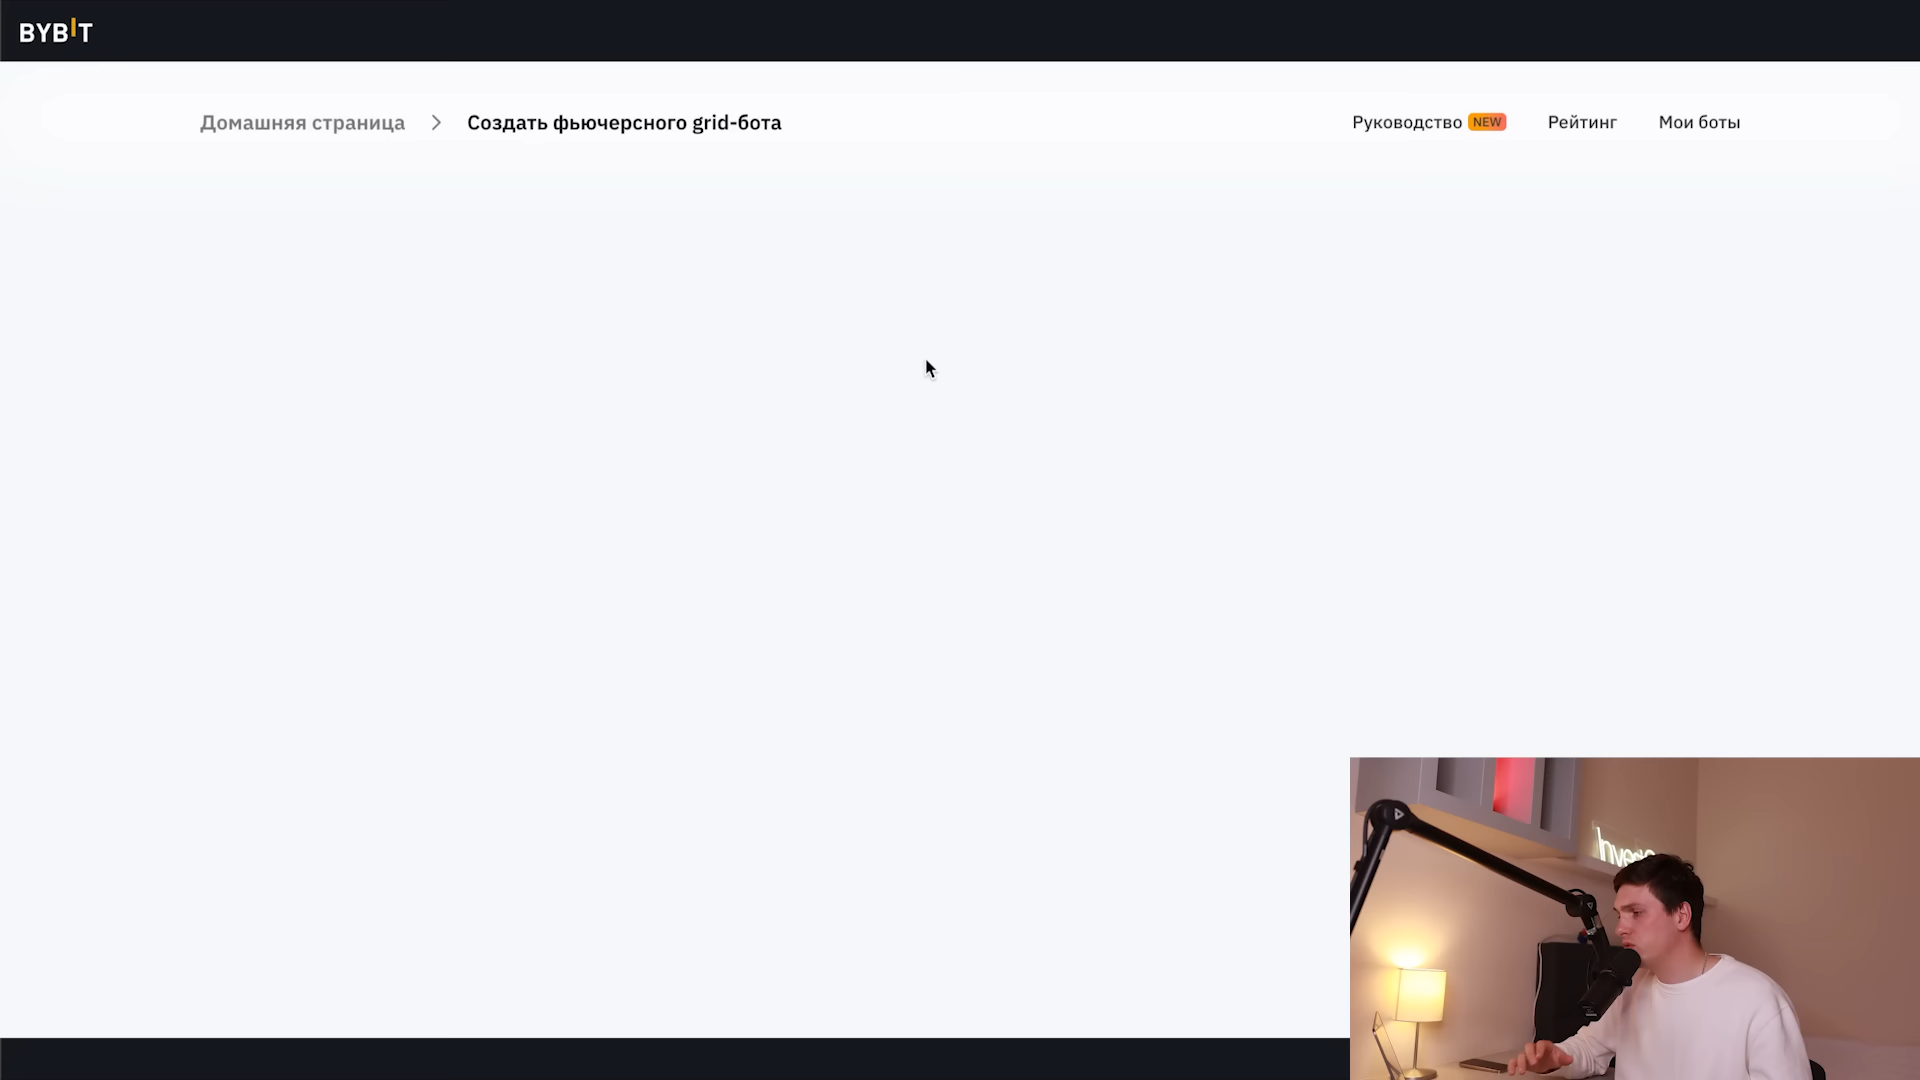 BYBIT
Домашняя страница > Создать фьючерсного grid-бота
Руководство NEW Рейтинг Мои боты